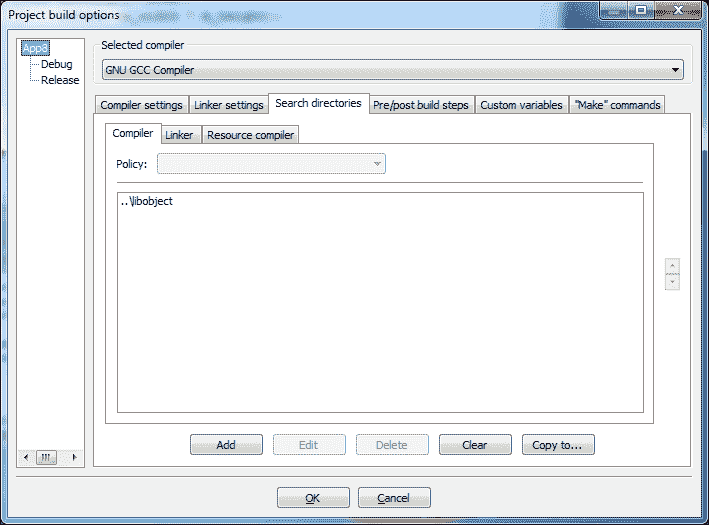 Project build options
App8
Debug
Release
Selected compiler
GNU GCC Compiler
Compiler settings Linker settings Search directories Pre/post build steps Custom variables "Make" commands
Compiler Linker Resource compiler
Policy:
..\libobject
Add Edit Delete Clear Copy to...
OK Cancel